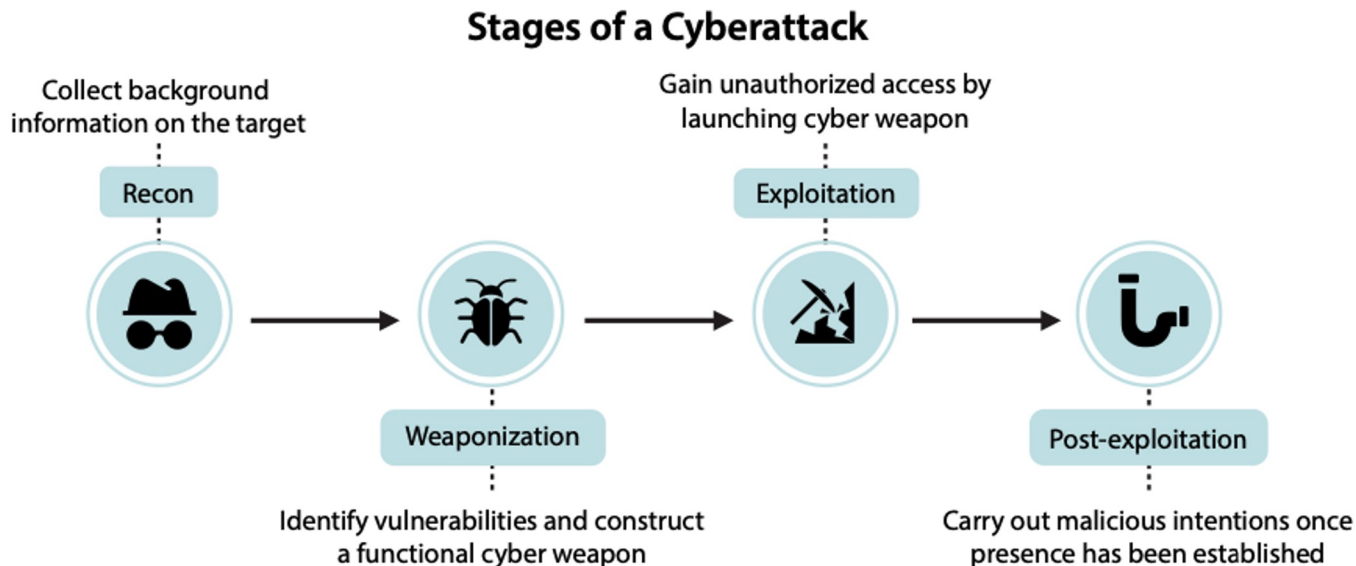 Stages of a Cyberattack
Collect background
information on the target
Recon
Weaponization
Identify vulnerabilities and construct
a functional cyber weapon
Gain unauthorized access by
launching cyber weapon
Exploitation
Post-exploitation
Carry out malicious intentions once
presence has been established